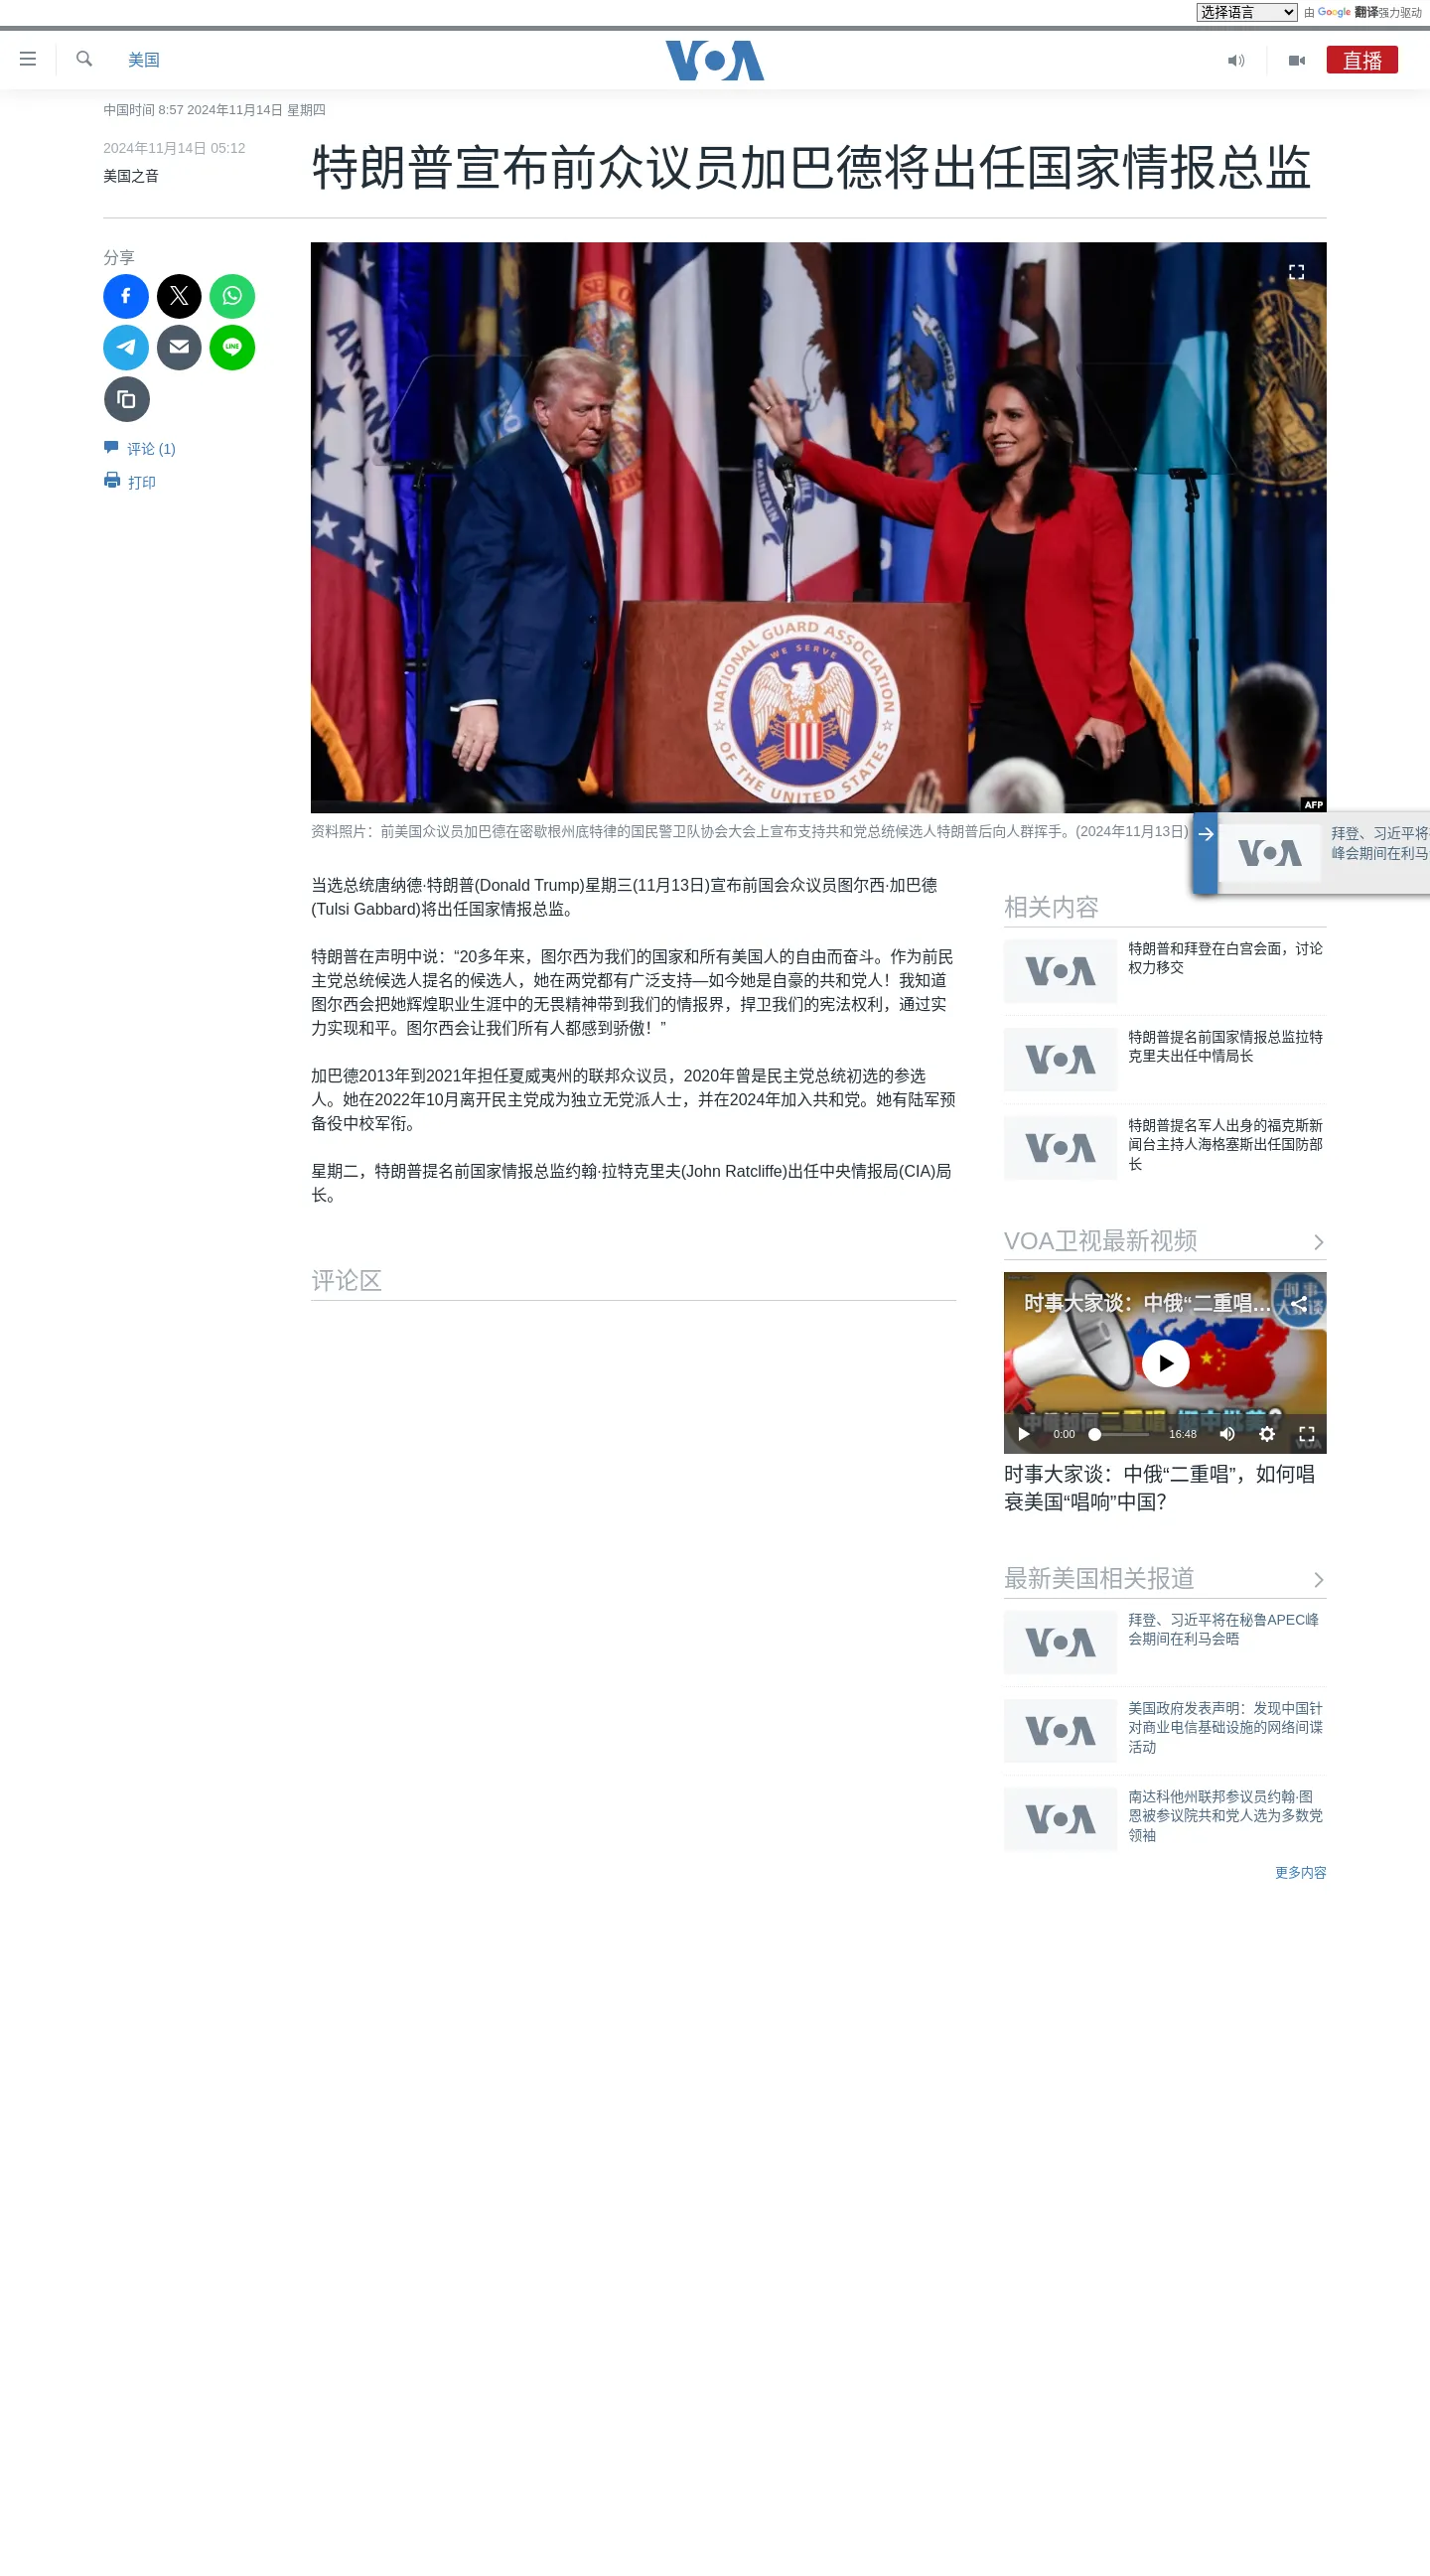 选择语言
由 Google 翻译强力驱动
美国
VOA
直播
中国时间 8:57 2024年11月14日 星期四
2024年11月14日 05:12
美国之音
特朗普宣布前众议员加巴德将出任国家情报总监
分享
LINE
评论 (1)
打印
ARKANSAS
MAINTAIN
NATIONAL GUARD ASSOCIATION
WE SERVE
OF THE UNITED STATES
AFP
资料照片：前美国众议员加巴德在密歇根州底特律的国民警卫队协会大会上宣布支持共和党总统候选人特朗普后向人群挥手。(2024年11月13日)
VOA
拜登、习近平将
峰会期间在利马
当选总统唐纳德·特朗普(Donald Trump)星期三(11月13日)宣布前国会众议员图尔西·加巴德
(Tulsi Gabbard)将出任国家情报总监。
特朗普在声明中说：“20多年来，图尔西为我们的国家和所有美国人的自由而奋斗。作为前民
主党总统候选人提名的候选人，她在两党都有广泛支持—如今她是自豪的共和党人！我知道
图尔西会把她辉煌职业生涯中的无畏精神带到我们的情报界，捍卫我们的宪法权利，通过实
力实现和平。图尔西会让我们所有人都感到骄傲！”
加巴德2013年到2021年担任夏威夷州的联邦众议员，2020年曾是民主党总统初选的参选
人。她在2022年10月离开民主党成为独立无党派人士，并在2024年加入共和党。她有陆军预
备役中校军衔。
星期二，特朗普提名前国家情报总监约翰·拉特克里夫(John Ratcliffe)出任中央情报局(CIA)局
长。
评论区
相关内容
VOA
特朗普和拜登在白宫会面，讨论
权力移交
VOA
特朗普提名前国家情报总监拉特
克里夫出任中情局长
VOA
特朗普提名军人出身的福克斯新
闻台主持人海格塞斯出任国防部
长
VOA卫视最新视频
时事大家谈：中俄“二重唱…
时事
大家谈
0:00
16:48
VOA
时事大家谈：中俄“二重唱”，如何唱
衰美国“唱响”中国？
最新美国相关报道
VOA
拜登、习近平将在秘鲁APEC峰
会期间在利马会晤
VOA
美国政府发表声明：发现中国针
对商业电信基础设施的网络间谍
活动
VOA
南达科他州联邦参议员约翰·图
恩被参议院共和党人选为多数党
领袖
更多内容